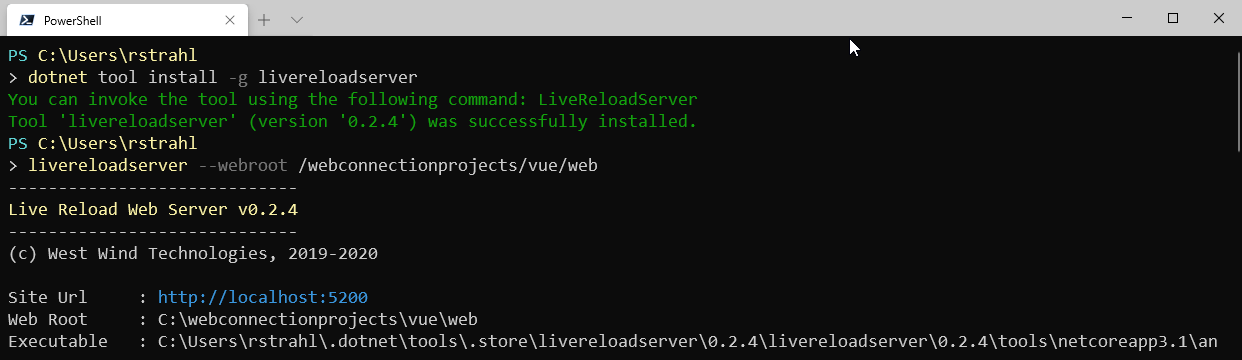 PowerShell
PS C:\Users\rstrahl
> dotnet tool install -g livereloadserver
You can invoke the tool using the following command: LiveReloadServer
Tool 'livereloadserver' (version '0.2.4') was successfully installed.
PS C:\Users\rstrahl
> livereloadserver --webroot /webconnectionprojects/vue/web
-----------------------------
Live Reload Web Server v0.2.4
-----------------------------
(c) West Wind Technologies, 2019-2020
Site Url     : http://localhost:5200
Web Root     : C:\webconnectionprojects\vue\web
Executable   : C:\Users\rstrahl\.dotnet\tools\.store\livereloadserver\0.2.4\livereloadserver\0.2.4\tools\netcoreapp3.1\an